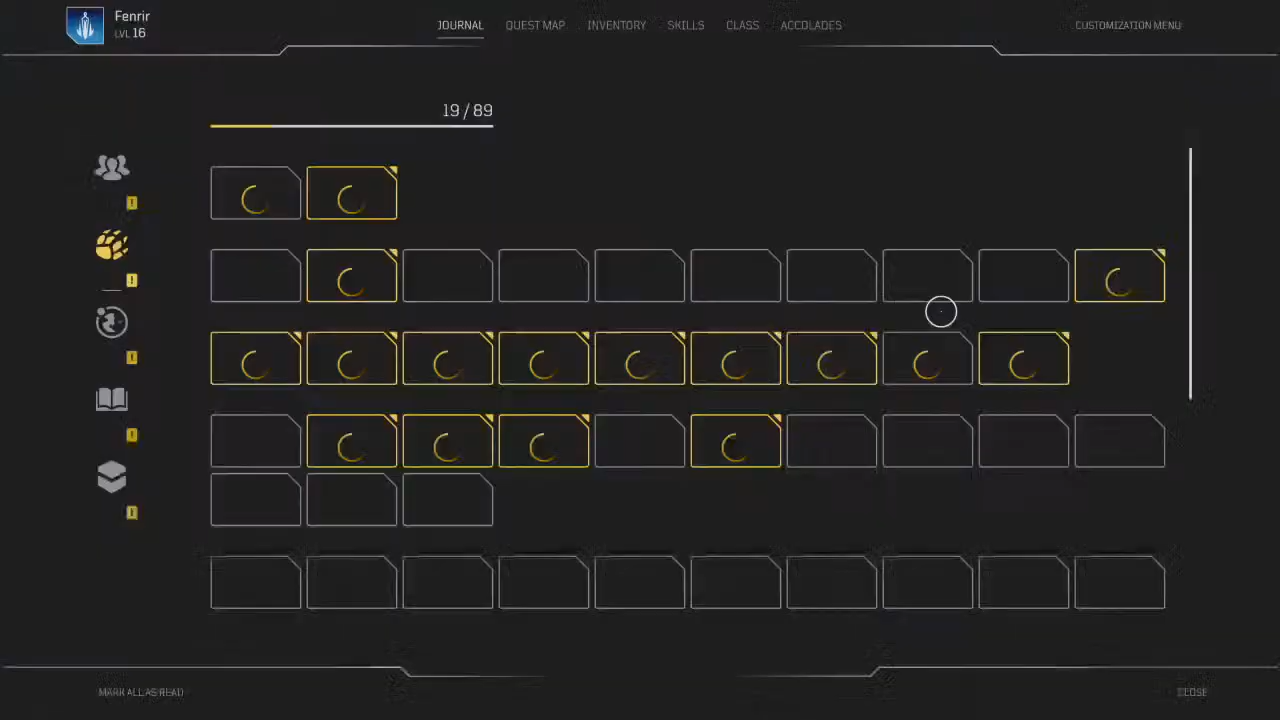 Fenrir
LVL 16
JOURNAL QUEST MAP INVENTORY SKILLS CLASS ACCOLADES
CUSTOMIZATION MENU
19 / 89
!
!
!
!
!
MARK ALL AS READ
CLOSE